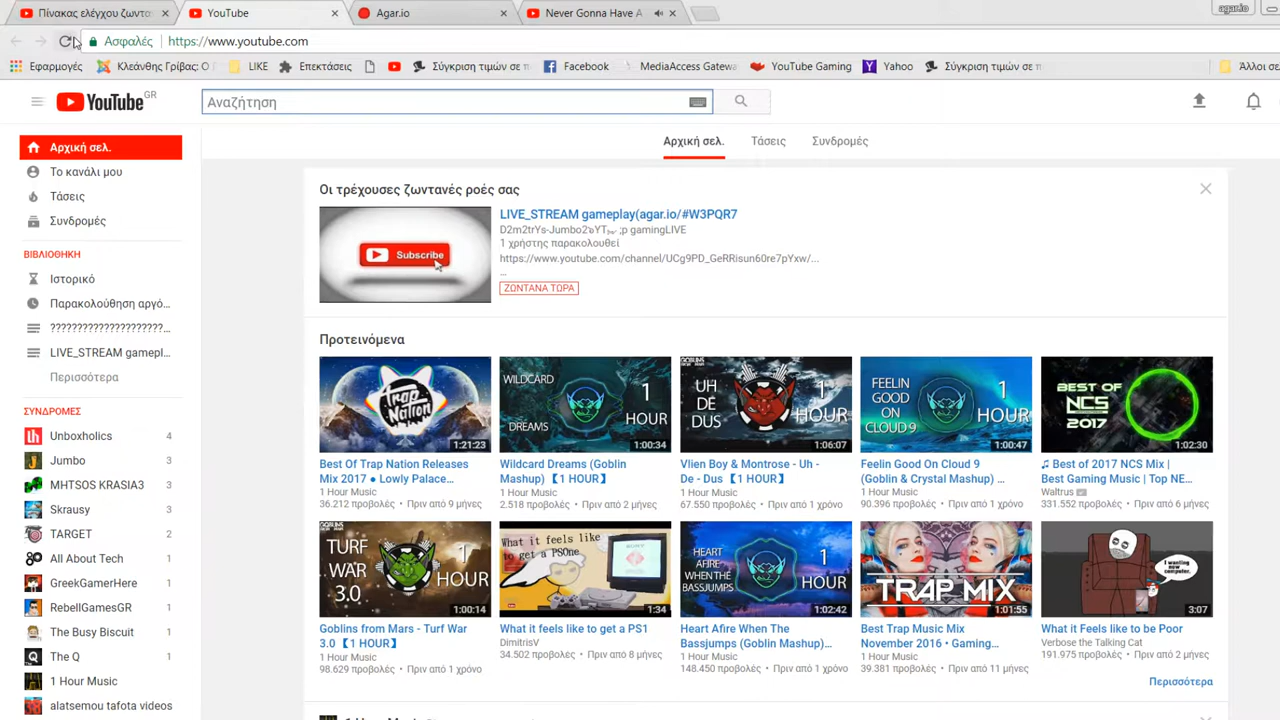 Πίνακας ελέγχου ζωντα
YouTube
Agar.io
Never Gonna Have A
agar.io
Ασφαλές
https://www.youtube.com
Εφαρμογές
Κλεάνθης Γρίβας: Ο
LIKE
Επεκτάσεις
Σύγκριση τιμών σε π
Facebook
MediaAccess Gatewa
YouTube Gaming
Yahoo
Σύγκριση τιμών σε π
Άλλοι σε
YouTube GR
Αναζήτηση
Αρχική σελ.
Τάσεις
Συνδρομές
Αρχική σελ.
Το κανάλι μου
Τάσεις
Συνδρομές
ΒΙΒΛΙΟΘΗΚΗ
Ιστορικό
Παρακολούθηση αργό...
?????????????????????...
LIVE_STREAM gamepl...
Περισσότερα
ΣΥΝΔΡΟΜΕΣ
Unboxholics 4
Jumbo 3
MHTSOS KRASIA3 3
Skrausy 3
TARGET 2
All About Tech 1
GreekGamerHere 1
RebellGamesGR 1
The Busy Biscuit 1
The Q 1
1 Hour Music 1
alatsemou tafota videos 1
Οι τρέχουσες ζωντανές ροές σας
Subscribe
LIVE_STREAM gameplay(agar.io/#W3PQR7
1 χρήστης παρακολουθεί
https://www.youtube.com/channel/UCg9PD_GeRRisun60re7pYxw/...
...
ΖΩΝΤΑΝΑ ΤΩΡΑ
Προτεινόμενα
Trap Nation
1:21:23
WILDCARD DREAMS
1 HOUR
1:00:34
UH DE DUS
1 HOUR
1:06:07
FEELIN GOOD ON CLOUD 9
1 HOUR
1:00:47
BEST OF NCS 2017
1:02:30
Best Of Trap Nation Releases
Mix 2017 ● Lowly Palace...
1 Hour Music
36.212 προβολές • Πριν από 9 μήνες
Wildcard Dreams (Goblin
Mashup)【1 HOUR】
1 Hour Music
2.518 προβολές • Πριν από 2 μήνες
Vlien Boy & Montrose - Uh -
De - Dus【1 HOUR】
1 Hour Music
67.550 προβολές • Πριν από 1 χρόνο
Feelin Good On Cloud 9
(Goblin & Crystal Mashup) ...
1 Hour Music
90.396 προβολές • Πριν από 1 χρόνο
♫ Best of 2017 NCS Mix |
Best Gaming Music | Top NE...
Waltrus
331.552 προβολές • Πριν από 6 μήνες
TURF WAR 3.0
1 HOUR
1:00:14
What it feels like to get a PSOne
1:34
HEART AFIRE WHEN THE BASSJUMPS
1 HOUR
1:02:42
TRAP MIX
1:01:55
I wanting new computer.
3:07
Goblins from Mars - Turf War
3.0【1 HOUR】
1 Hour Music
98.629 προβολές • Πριν από 1 χρόνο
What it feels like to get a PS1
DimitrisV
34.502 προβολές • Πριν από 8 μήνες
Heart Afire When The
Bassjumps (Goblin Mashup)...
1 Hour Music
148.450 προβολές • Πριν από 1 χρόνο
Best Trap Music Mix
November 2016 • Gaming...
1 Hour Music
39.381 προβολές • Πριν από 11 μήνες
What it Feels like to be Poor
Verbose the Talking Cat
191.975 προβολές • Πριν από 2 μήνες
Περισσότερα